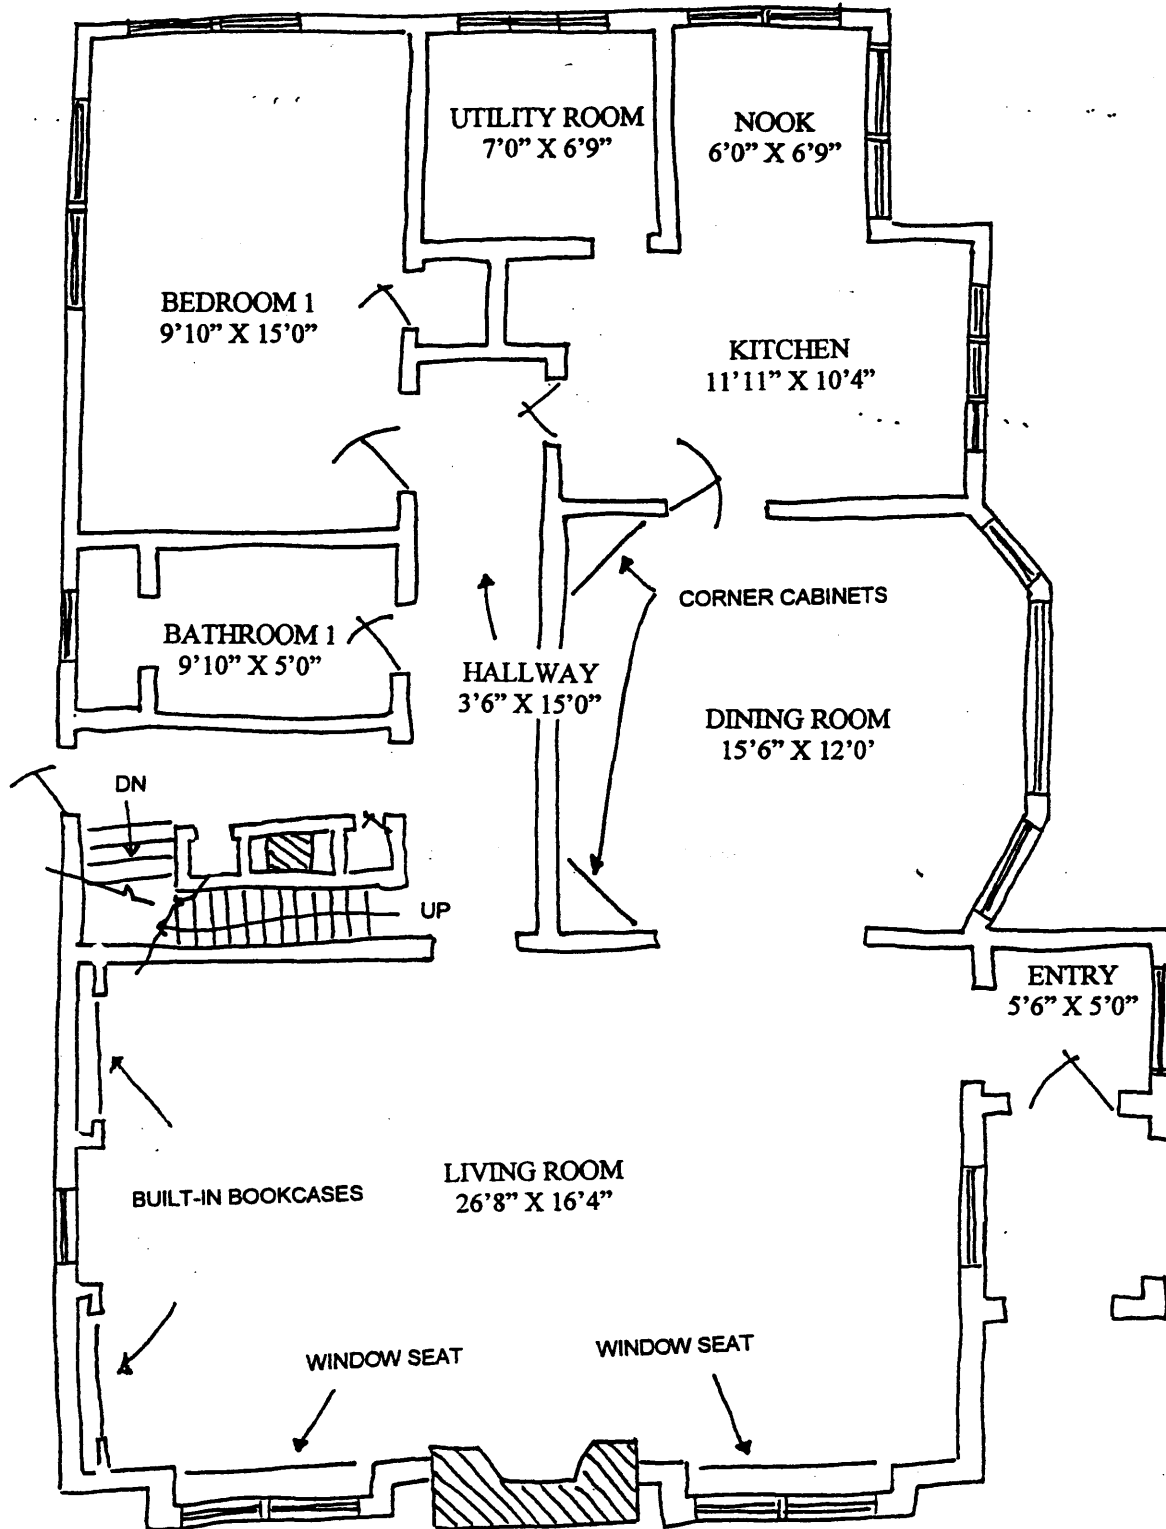 UTILITY ROOM
7'0” X 6'9”
NOOK
6'0” X 6'9”
BEDROOM 1
9'10” X 15'0”
KITCHEN
11'11” X 10'4”
CORNER CABINETS
BATHROOM 1
9'10” X 5'0”
HALLWAY
3'6” X 15'0”
DINING ROOM
15'6” X 12'0'
DN
UP
ENTRY
5'6” X 5'0”
LIVING ROOM
26'8” X 16'4”
BUILT-IN BOOKCASES
WINDOW SEAT
WINDOW SEAT